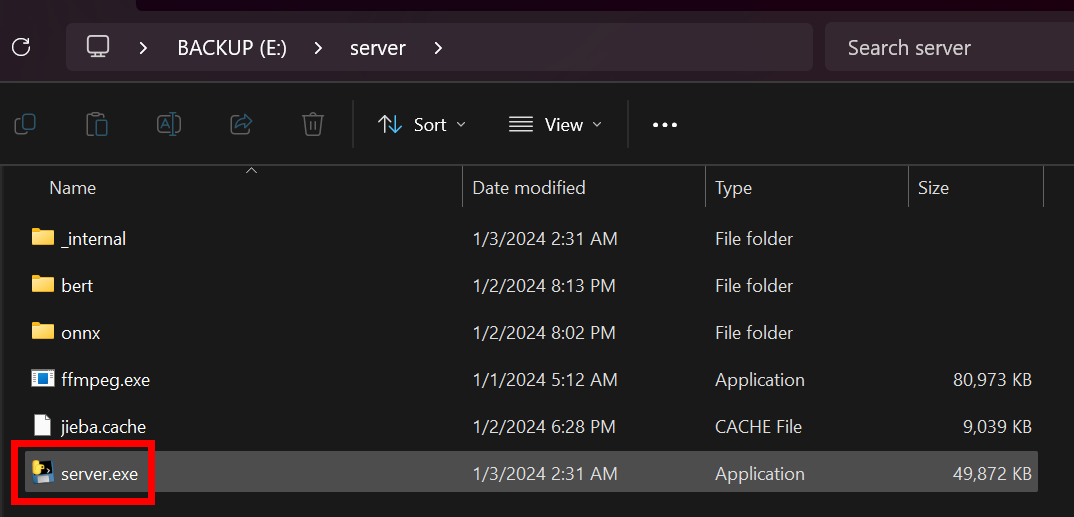 BACKUP (E:) server Search server
Sort View
Name Date modified Type Size
_internal 1/3/2024 2:31 AM File folder
bert 1/2/2024 8:13 PM File folder
onnx 1/2/2024 8:02 PM File folder
ffmpeg.exe 1/1/2024 5:12 AM Application 80,973 KB
jieba.cache 1/2/2024 6:28 PM CACHE File 9,039 KB
server.exe 1/3/2024 2:31 AM Application 49,872 KB